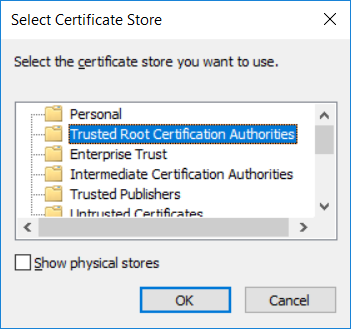 Select Certificate Store
Select the certificate store you want to use.
Personal
Trusted Root Certification Authorities
Enterprise Trust
Intermediate Certification Authorities
Trusted Publishers
Untrusted Certificates
Show physical stores
OK
Cancel